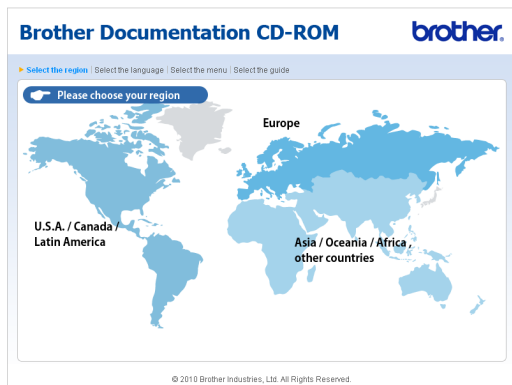 Brother Documentation CD-ROM
brother.
Select the region | Select the language | Select the menu | Select the guide
Please choose your region
Europe
U.S.A. / Canada /
Latin America
Asia / Oceania / Africa ,
other countries
© 2010 Brother Industries, Ltd. All Rights Reserved.